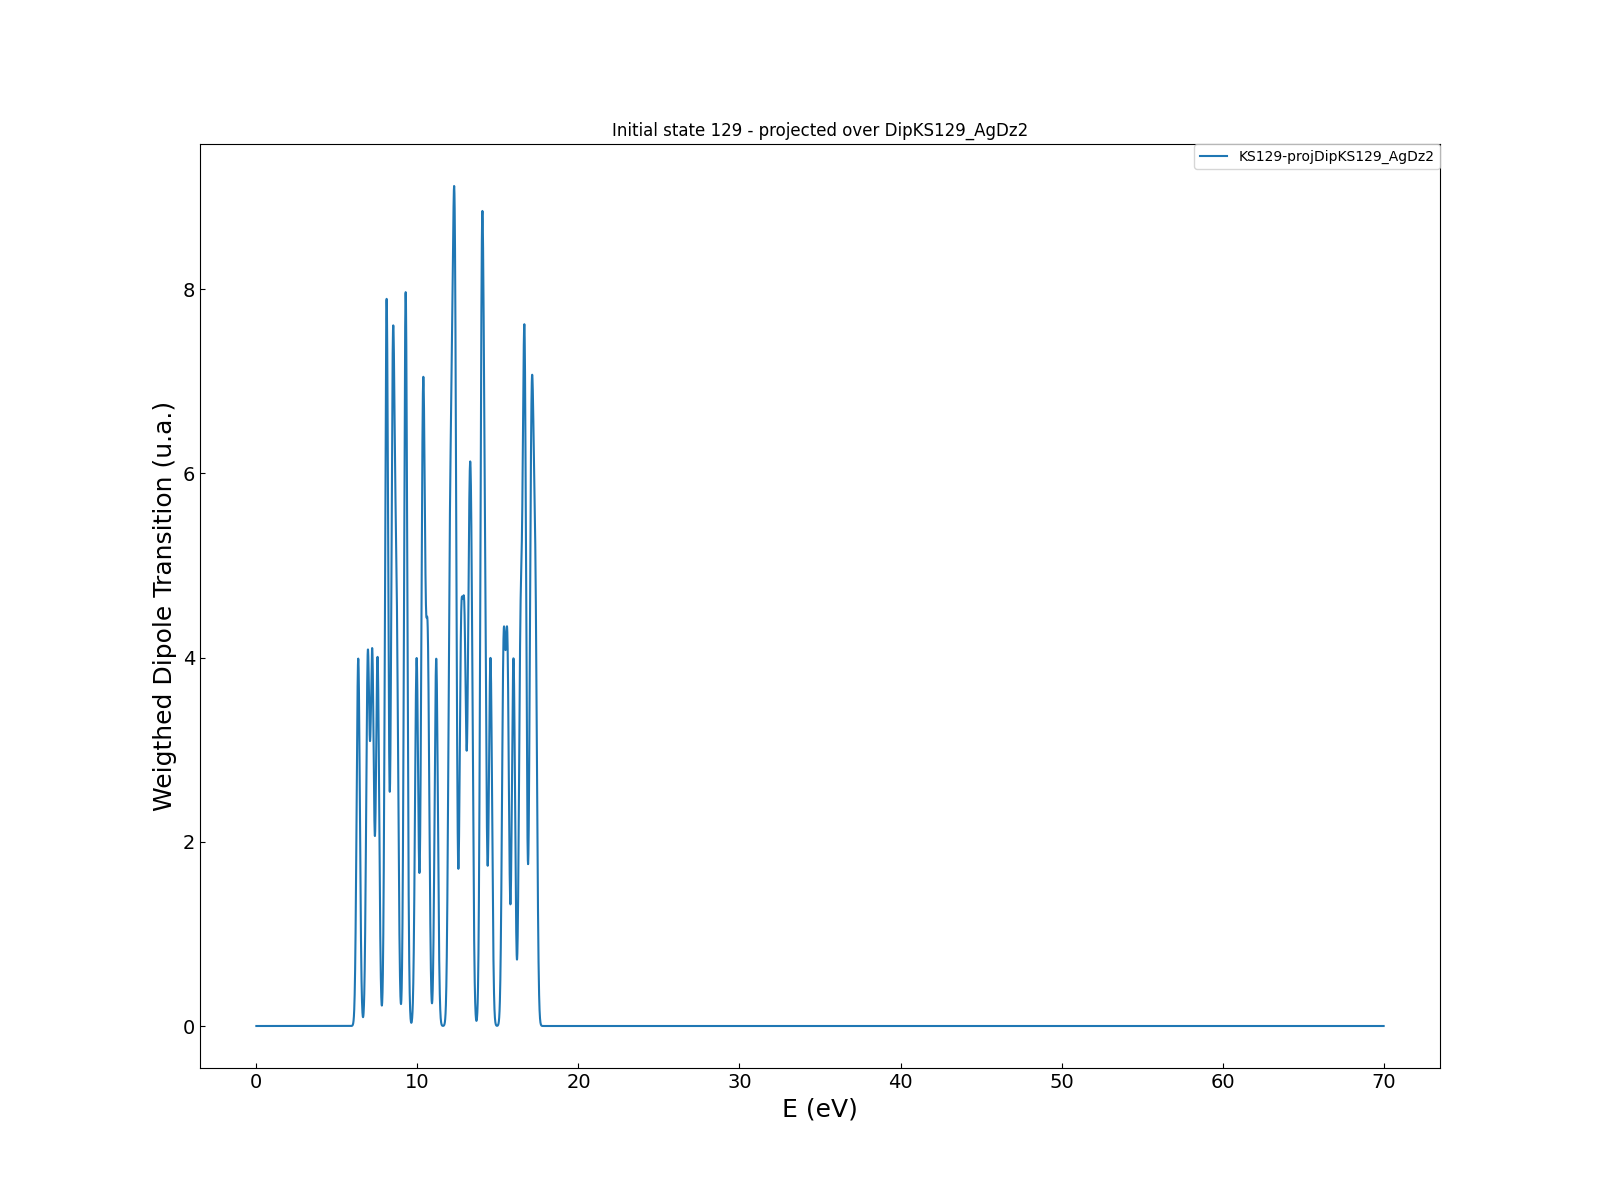 Initial state 129 - projected over DipKS129_AgDz2
KS129-projDipKS129_AgDz2
Weigthed Dipole Transition (u.a.)
8
6
4
2
0
0 10 20 30 40 50 60 70
E (eV)